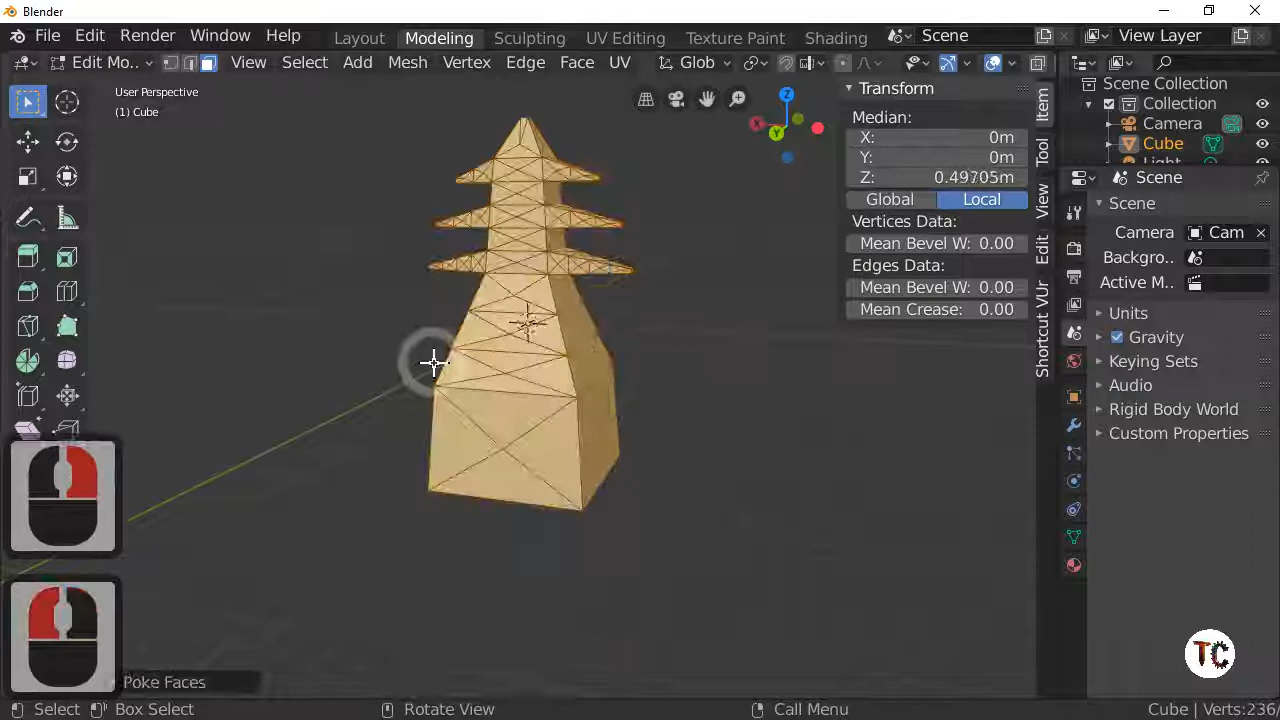 Blender
File Edit Render Window Help Layout Modeling Sculpting UV Editing Texture Paint Shading Scene View Layer
Edit Mo.. View Select Add Mesh Vertex Edge Face UV Glob
User Perspective
(1) Cube
X
Y
Z
Transform
Median:
X: 0m
Y: 0m
Z: 0.49705m
Global Local
Vertices Data:
Mean Bevel W: 0.00
Edges Data:
Mean Bevel W: 0.00
Mean Crease: 0.00
Item
Tool
View
Edit
Shortcut VUr
Scene Collection
Collection
Camera
Cube
Light
Scene
Scene
Camera Cam
Backgro..
Active M..
Units
Gravity
Keying Sets
Audio
Rigid Body World
Custom Properties
TC
Poke Faces
Select Box Select Rotate View Call Menu Cube | Verts:236/